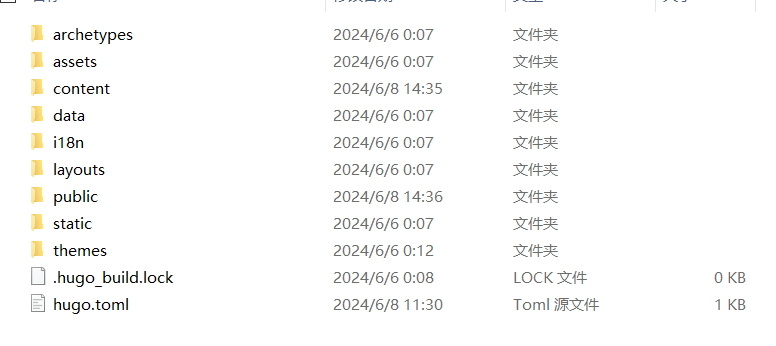 archetypes 2024/6/6 0:07 文件夹
assets 2024/6/6 0:07 文件夹
content 2024/6/8 14:35 文件夹
data 2024/6/6 0:07 文件夹
i18n 2024/6/6 0:07 文件夹
layouts 2024/6/6 0:07 文件夹
public 2024/6/8 14:36 文件夹
static 2024/6/6 0:07 文件夹
themes 2024/6/6 0:12 文件夹
.hugo_build.lock 2024/6/6 0:08 LOCK 文件 0 KB
hugo.toml 2024/6/8 11:30 Toml 源文件 1 KB